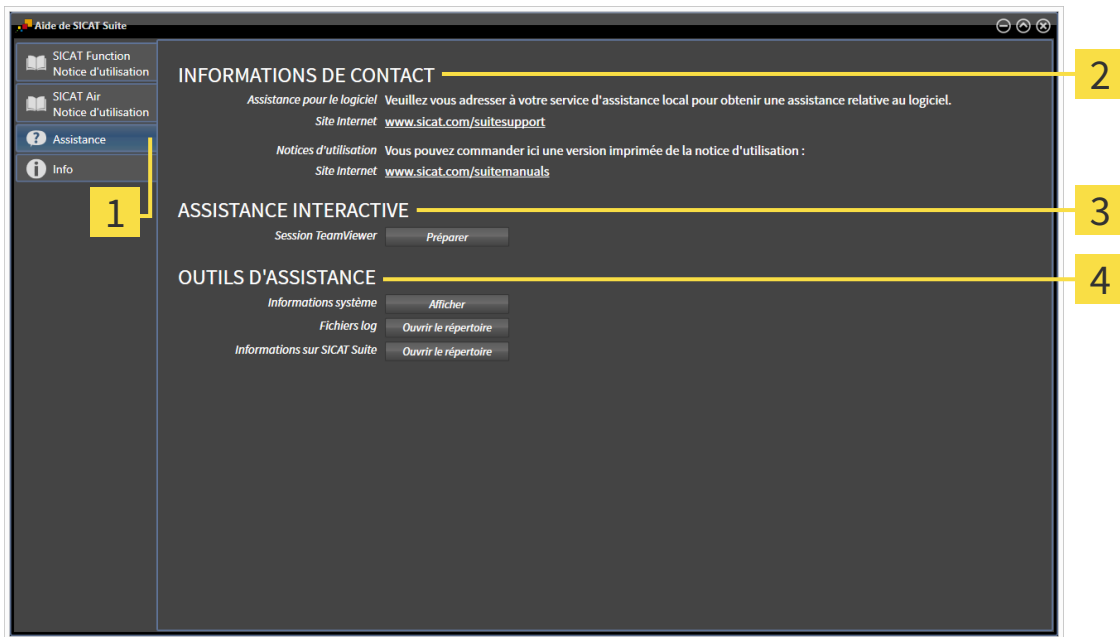 Aide de SICAT Suite
SICAT Function
Notice d'utilisation
SICAT Air
Notice d'utilisation
Assistance
Info
1
INFORMATIONS DE CONTACT
2
Assistance pour le logiciel Veuillez vous adresser à votre service d'assistance local pour obtenir une assistance relative au logiciel.
Site Internet www.sicat.com/suitesupport
Notices d'utilisation Vous pouvez commander ici une version imprimée de la notice d'utilisation :
Site Internet www.sicat.com/suitemanuals
ASSISTANCE INTERACTIVE
3
Session TeamViewer Préparer
OUTILS D'ASSISTANCE
4
Informations système Afficher
Fichiers log Ouvrir le répertoire
Informations sur SICAT Suite Ouvrir le répertoire